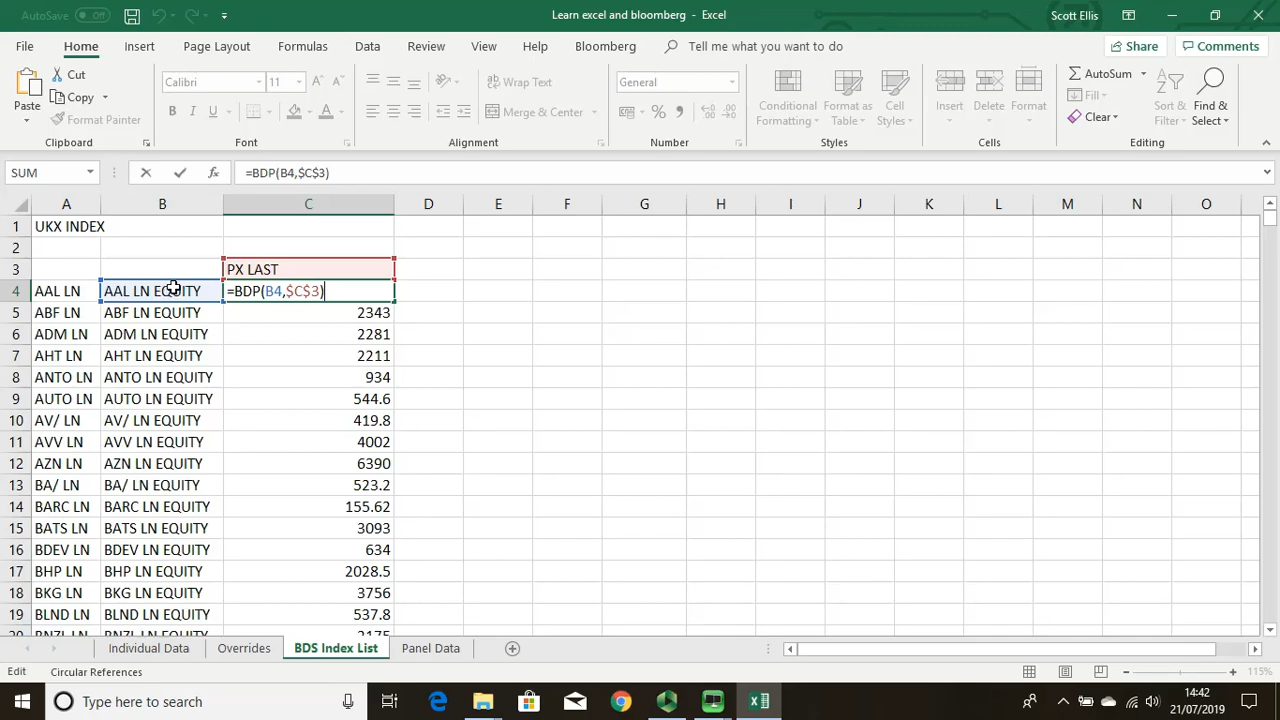 AutoSave Off
Learn excel and bloomberg - Excel
Scott Ellis
File Home Insert Page Layout Formulas Data Review View Help Bloomberg Tell me what you want to do Share Comments
Paste
Cut
Copy
Format Painter
Clipboard
Calibri 11
B I U
Font
Wrap Text
Merge & Center
Alignment
General
Number
Conditional Formatting
Format as Table
Cell Styles
Styles
Insert
Delete
Format
Cells
AutoSum
Fill
Clear
Sort & Filter
Find & Select
Editing
SUM fx =BDP(B4,$C$3)
A B C D E F G H I J K L M N O
1 UKX INDEX
2
3 PX LAST
4 AAL LN AAL LN EQUITY =BDP(B4,$C$3)
5 ABF LN ABF LN EQUITY 2343
6 ADM LN ADM LN EQUITY 2281
7 AHT LN AHT LN EQUITY 2211
8 ANTO LN ANTO LN EQUITY 934
9 AUTO LN AUTO LN EQUITY 544.6
10 AV/ LN AV/ LN EQUITY 419.8
11 AVV LN AVV LN EQUITY 4002
12 AZN LN AZN LN EQUITY 6390
13 BA/ LN BA/ LN EQUITY 523.2
14 BARC LN BARC LN EQUITY 155.62
15 BATS LN BATS LN EQUITY 3093
16 BDEV LN BDEV LN EQUITY 634
17 BHP LN BHP LN EQUITY 2028.5
18 BKG LN BKG LN EQUITY 3756
19 BLND LN BLND LN EQUITY 537.8
20 BNZL LN BNZL LN EQUITY 2175
Individual Data Overrides BDS Index List Panel Data
Edit Circular References 115%
Type here to search
14:42
21/07/2019